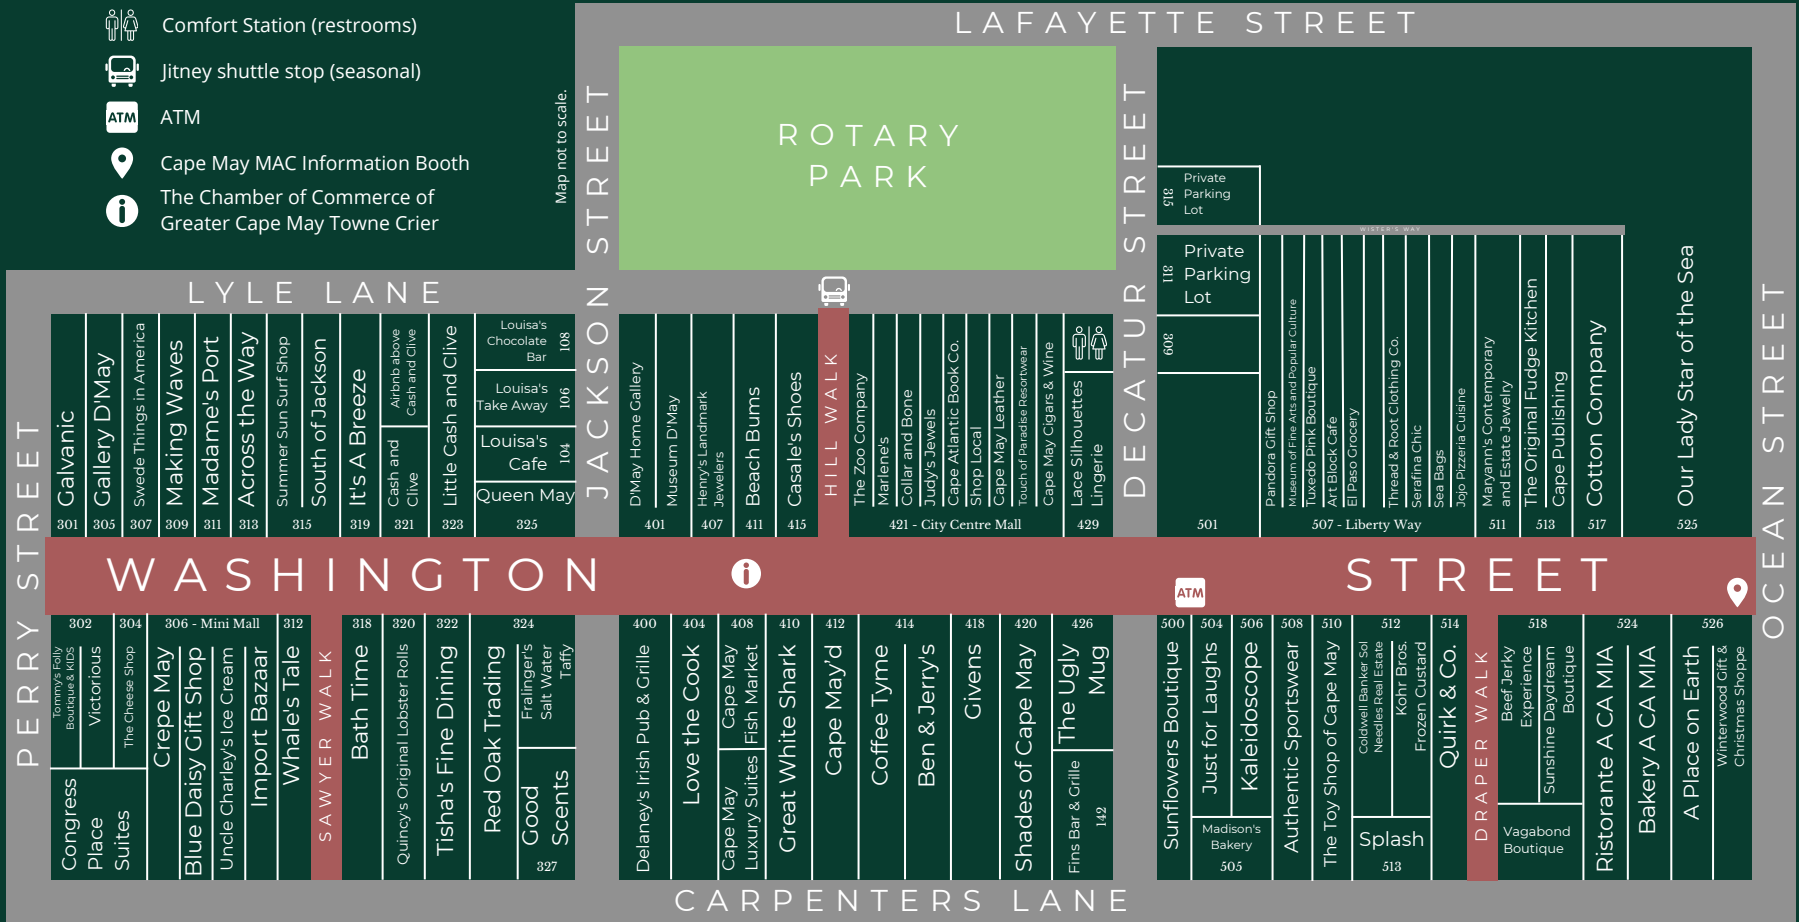 Comfort Station (restrooms)
Jitney shuttle stop (seasonal)
ATM
ATM
Cape May MAC Information Booth
The Chamber of Commerce of
Greater Cape May Towne Crier
Map not to scale.
LAFAYETTE STREET
ROTARY
PARK
JACKSON STREET
DECATUR STREET
OCEAN STREET
PERRY STREET
LYLE LANE
315
Private
Parking
Lot
WISTER'S WAY
311
Private
Parking
Lot
309
Galvanic
301
Gallery D'May
305
Swede Things in America
307
Making Waves
309
Madame's Port
311
Across the Way
313
Summer Sun Surf Shop
South of Jackson
315
It's A Breeze
319
Airbnb above
Cash and Clive
Cash and
Clive
321
Little Cash and Clive
323
Louisa's
Chocolate
Bar
108
Louisa's
Take Away
106
Louisa's
Cafe
104
Queen May
325
D'May Home Gallery
Museum D'May
401
Henry's Landmark
Jewelers
407
Beach Bums
411
Casale's Shoes
415
HILL WALK
The Zoo Company
Marlene's
Collar and Bone
Judy's Jewels
Cape Atlantic Book Co.
Shop Local
Cape May Leather
Touch of Paradise Resortwear
Cape May Cigars & Wine
421 - City Centre Mall
Lace Silhouettes
Lingerie
429
501
Pandora Gift Shop
Museum of Fine Arts and Popular Culture
Tuxedo Pink Boutique
Art Block Cafe
El Paso Grocery
Thread & Root Clothing Co.
Serafina Chic
Sea Bags
Jojo Pizzeria Cuisine
507 - Liberty Way
Maryann's Contemporary
and Estate Jewelry
511
The Original Fudge Kitchen
Cape Publishing
513
Cotton Company
517
Our Lady Star of the Sea
525
WASHINGTON STREET
ATM
302
Tommy's Folly
Boutique & KIDS
Victorious
304
The Cheese Shop
Congress
Place
Suites
306 - Mini Mall
Crepe May
Blue Daisy Gift Shop
Uncle Charley's Ice Cream
Import Bazaar
312
Whale's Tale
SAWYER WALK
318
Bath Time
320
Quincy's Original Lobster Rolls
322
Tisha's Fine Dining
324
Red Oak Trading
Fralinger's
Salt Water
Taffy
Good
Scents
327
400
Delaney's Irish Pub & Grille
404
Love the Cook
408
Cape May
Fish Market
Cape May
Luxury Suites
410
Great White Shark
412
Cape May'd
414
Coffee Tyme
Ben & Jerry's
418
Givens
420
Shades of Cape May
426
The Ugly
Mug
Fins Bar & Grille
142
500
Sunflowers Boutique
504
Just for Laughs
506
Kaleidoscope
Madison's
Bakery
505
508
Authentic Sportswear
510
The Toy Shop of Cape May
512
Coldwell Banker Sol
Needles Real Estate
Kohr Bros.
Frozen Custard
Splash
513
514
Quirk & Co.
DRAPER WALK
518
Beef Jerky
Experience
Sunshine Daydream
Boutique
Vagabond
Boutique
524
Ristorante A CA MIA
Bakery A CA MIA
526
A Place on Earth
Winterwood Gift &
Christmas Shoppe
CARPENTERS LANE